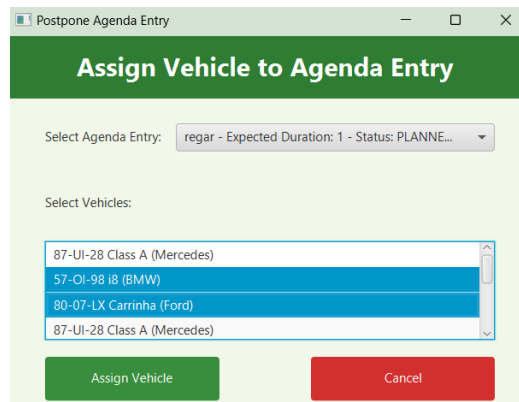 Postpone Agenda Entry
Assign Vehicle to Agenda Entry
Select Agenda Entry: regar - Expected Duration: 1 - Status: PLANNE...
Select Vehicles:
87-UI-28 Class A (Mercedes)
57-OI-98 i8 (BMW)
80-07-LX Carrinha (Ford)
87-UI-28 Class A (Mercedes)
Assign Vehicle Cancel